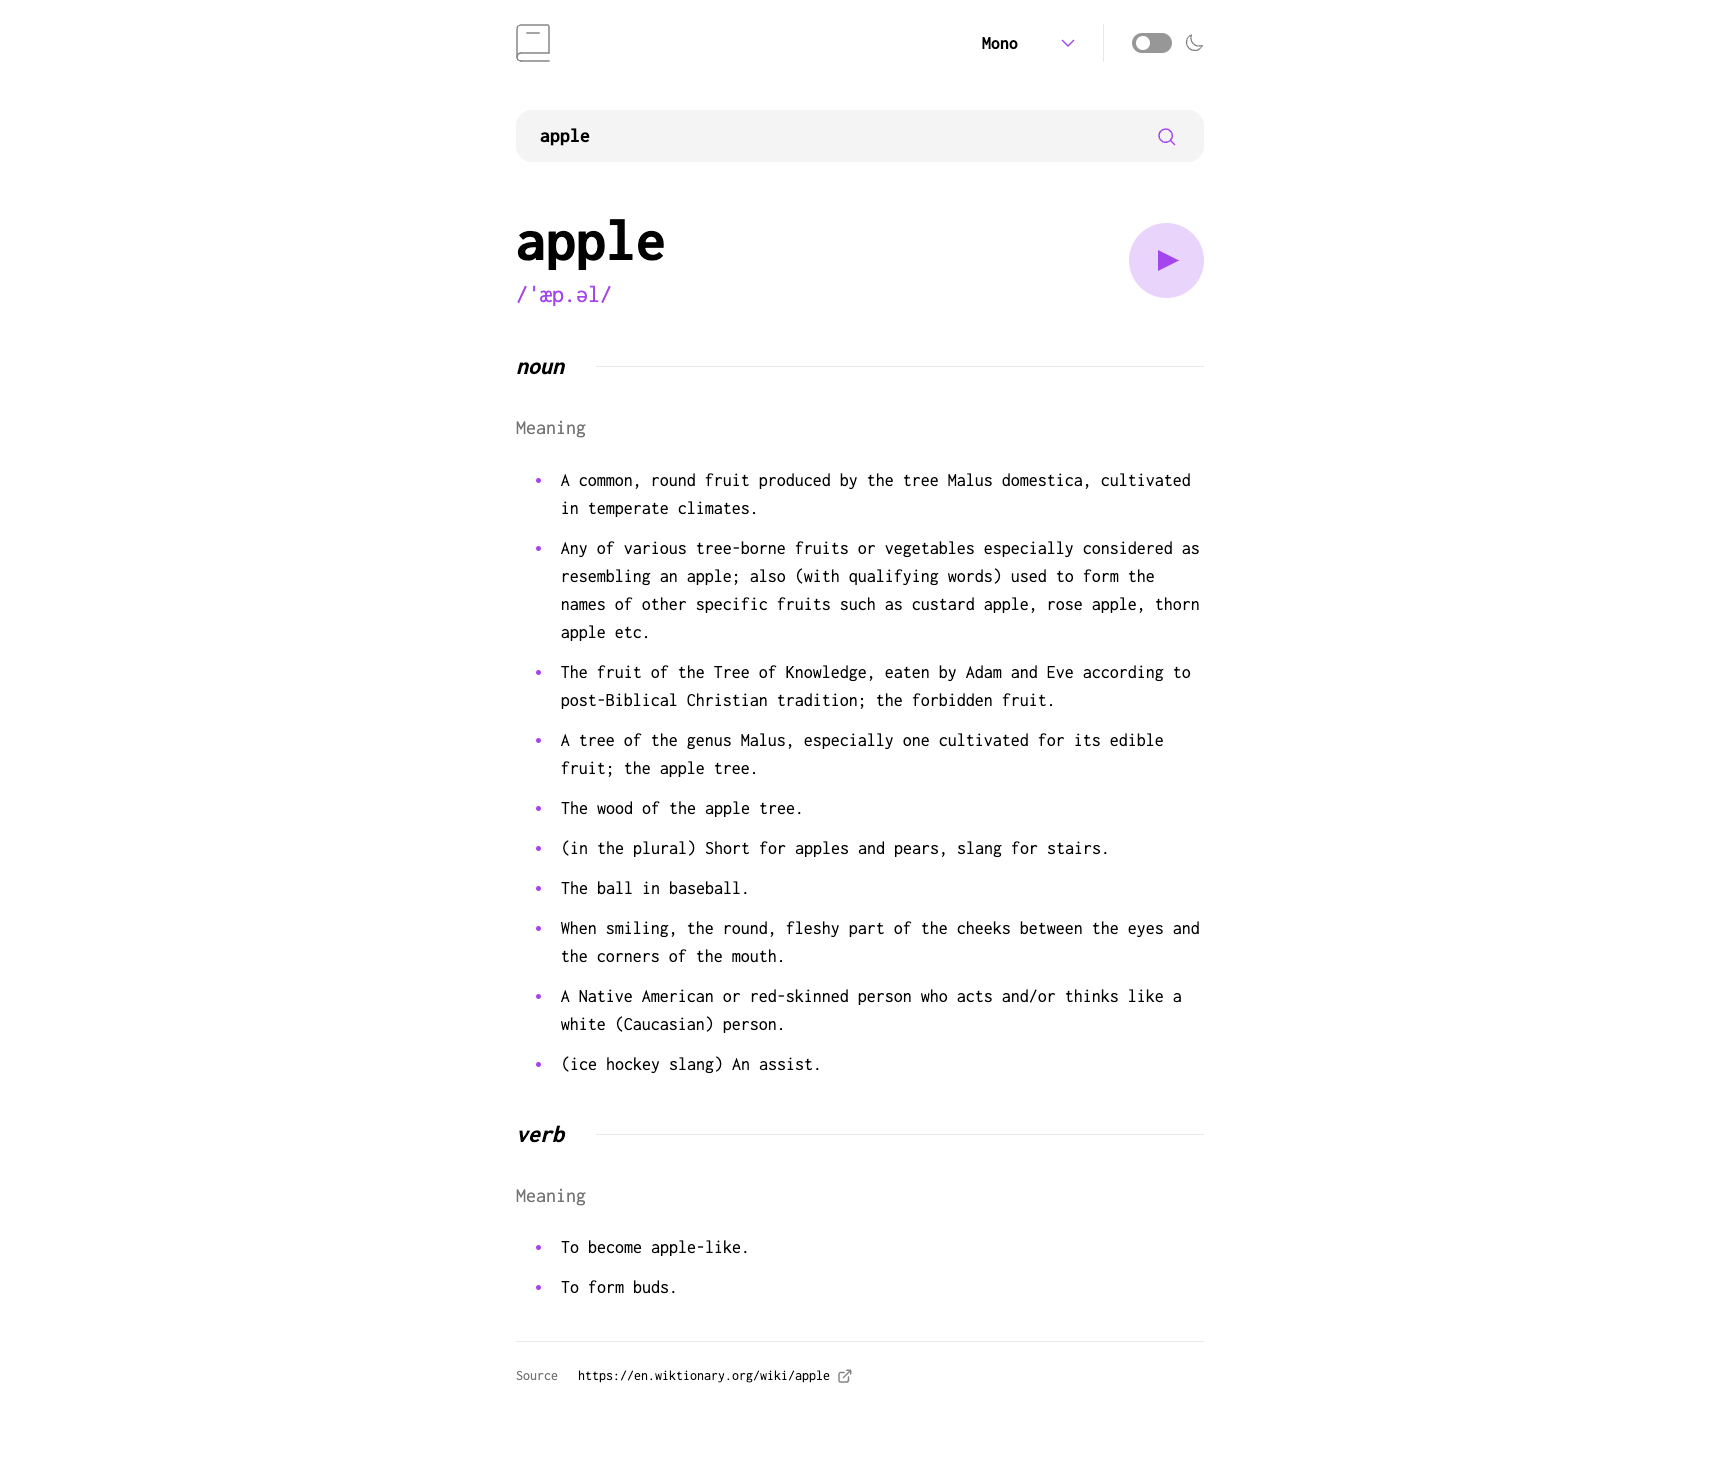 Mono
apple
apple
/ˈæp.əl/
noun
Meaning
• A common, round fruit produced by the tree Malus domestica, cultivated
in temperate climates.
• Any of various tree-borne fruits or vegetables especially considered as
resembling an apple; also (with qualifying words) used to form the
names of other specific fruits such as custard apple, rose apple, thorn
apple etc.
• The fruit of the Tree of Knowledge, eaten by Adam and Eve according to
post-Biblical Christian tradition; the forbidden fruit.
• A tree of the genus Malus, especially one cultivated for its edible
fruit; the apple tree.
• The wood of the apple tree.
• (in the plural) Short for apples and pears, slang for stairs.
• The ball in baseball.
• When smiling, the round, fleshy part of the cheeks between the eyes and
the corners of the mouth.
• A Native American or red-skinned person who acts and/or thinks like a
white (Caucasian) person.
• (ice hockey slang) An assist.
verb
Meaning
• To become apple-like.
• To form buds.
Source https://en.wiktionary.org/wiki/apple